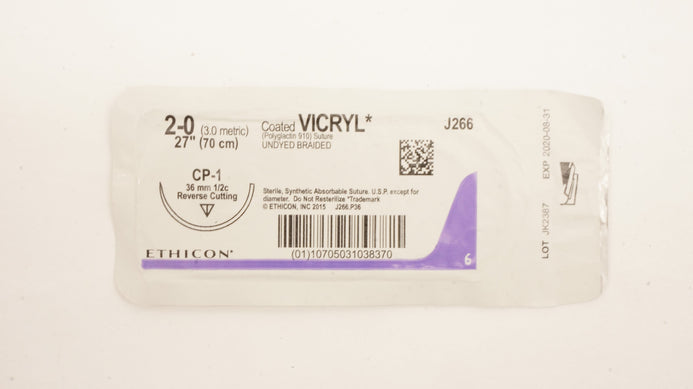 2-0 (3.0 metric)
27" (70 cm)
Coated VICRYL*
(Polyglactin 910) Suture
UNDYED BRAIDED
J266
CP-1
36 mm 1/2c
Reverse Cutting
Sterile, Synthetic Absorbable Suture. U.S.P. except for
diameter. Do Not Resterilize *Trademark
© ETHICON, INC 2015 J266.P36
ETHICON*
(01)10705031038370
6
LOT JK2387 EXP 2020-08-31